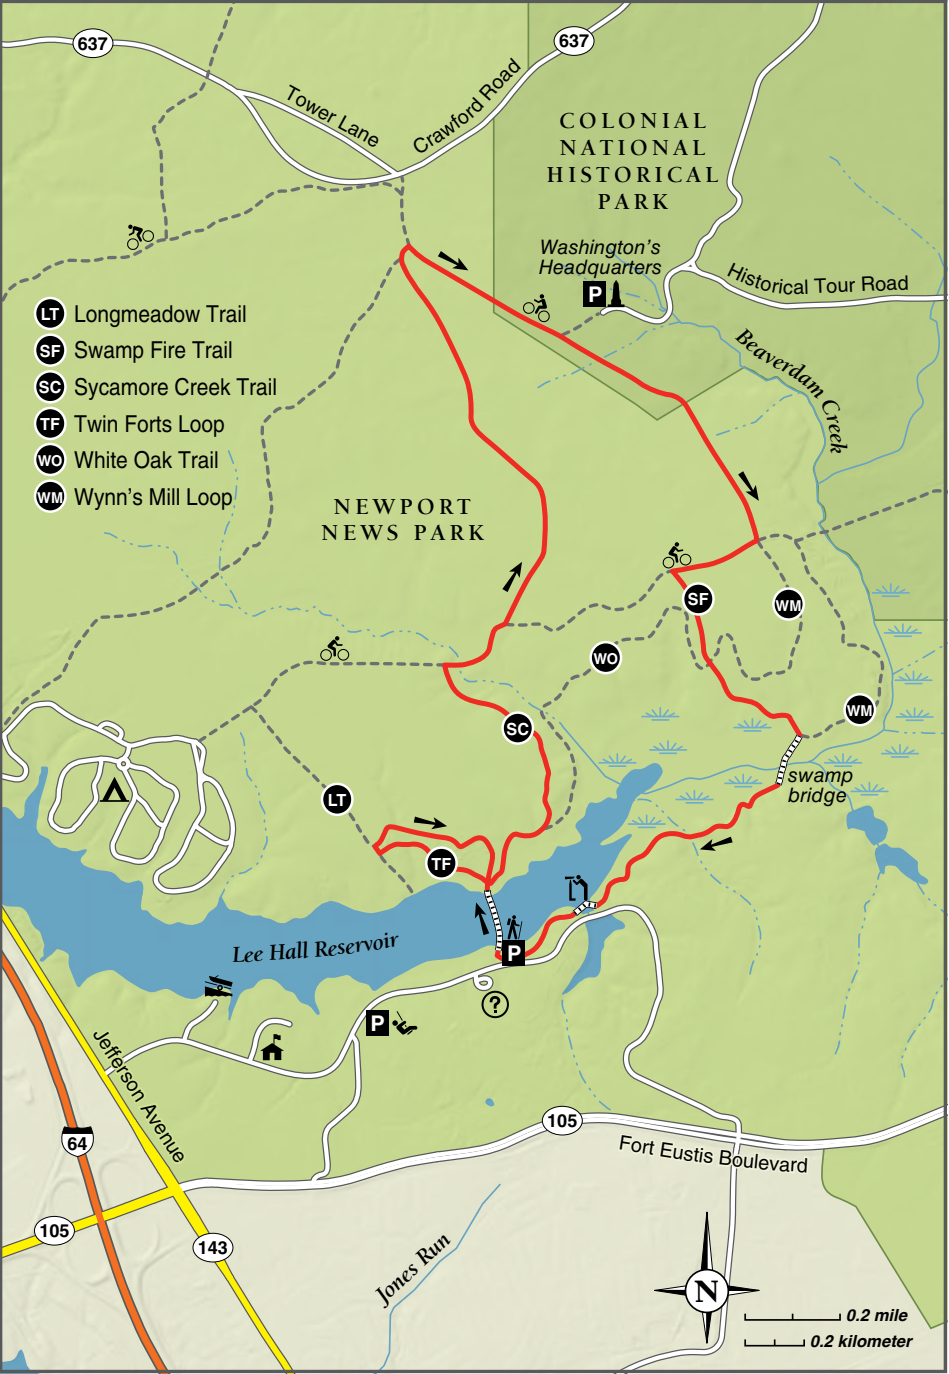 637
637
Tower Lane
Crawford Road
COLONIAL
NATIONAL
HISTORICAL
PARK
Washington's
Headquarters
P
Historical Tour Road
Beaverdam Creek
LT Longmeadow Trail
SF Swamp Fire Trail
SC Sycamore Creek Trail
TF Twin Forts Loop
WO White Oak Trail
WM Wynn's Mill Loop
NEWPORT
NEWS PARK
SF
WM
WO
WM
SC
swamp
bridge
LT
TF
Lee Hall Reservoir
P
?
P
Jefferson Avenue
64
105
Fort Eustis Boulevard
105
143
Jones Run
N
0.2 mile
0.2 kilometer